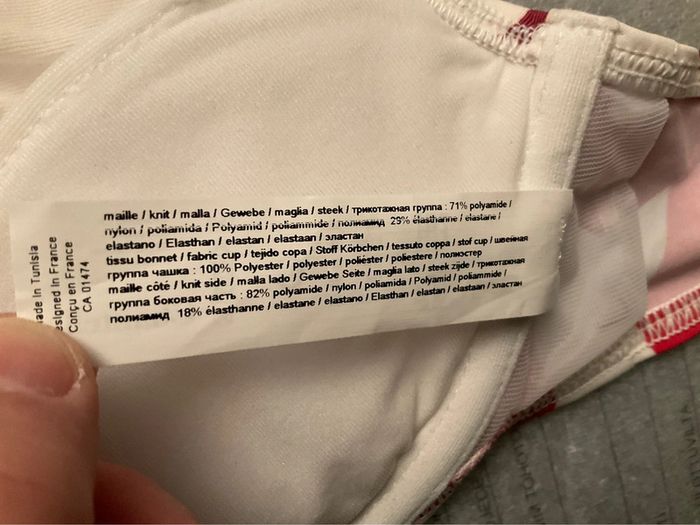 maille / knit / malla / Gewebe / maglia / steek / трикотажная группа : 71% polyamide /
nylon / poliamida / Polyamid / poliammide / полиамид 29% élasthanne / elastane /
elastano / Elasthan / elastan / elastaan / эластан
tissu bonnet / fabric cup / tejido copa / Stoff Körbchen / tessuto coppa / stof cup / швейная
группа чашка : 100% Polyester / polyester / poliéster / poliestere / полиэстер
maille côté / knit side / malla lado / Gewebe Seite / maglia lato / steek zijde / трикотажная
группа боковая часть : 82% polyamide / nylon / poliamida / Polyamid / poliammide /
полиамид 18% élasthanne / elastane / elastano / Elasthan / elastan / elastaan / эластан
ade in Tunisia
esigned in France
Conçu en France
CA 01474